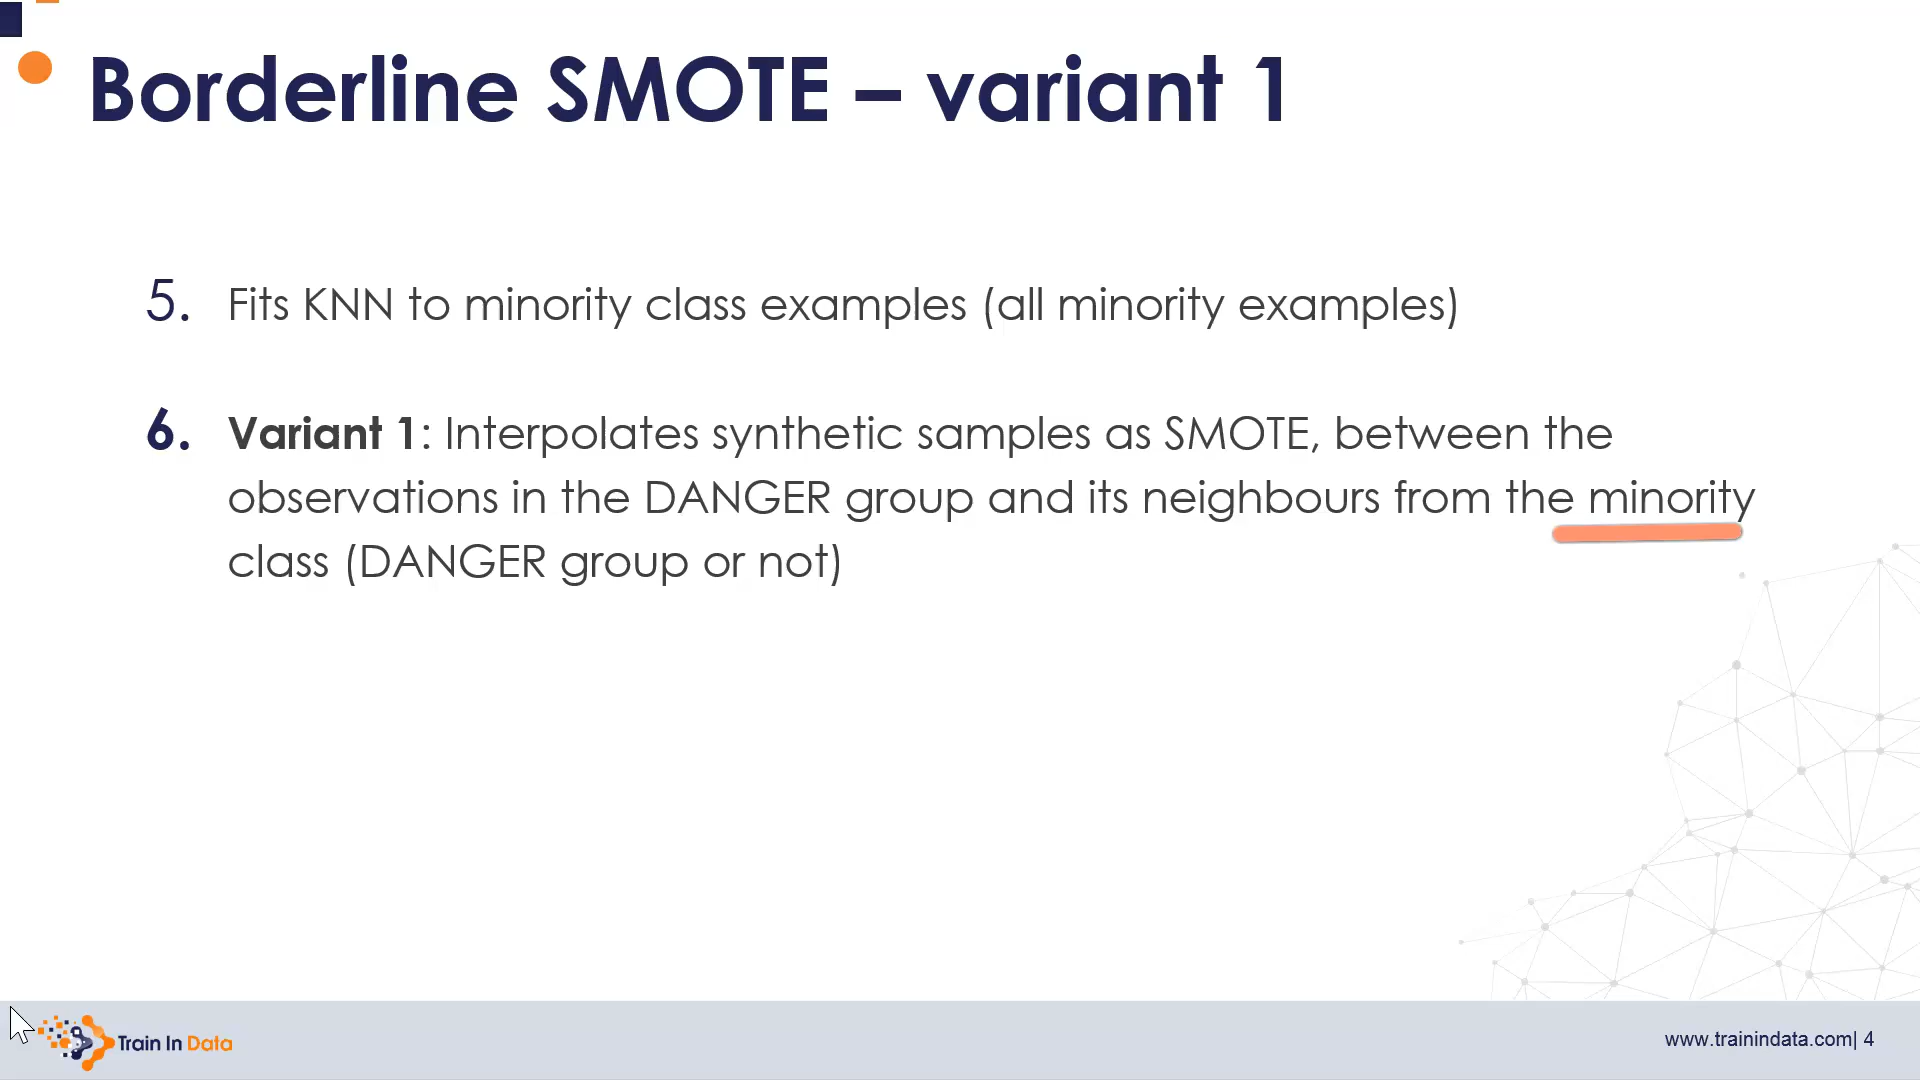 Borderline SMOTE – variant 1
5. Fits KNN to minority class examples (all minority examples)
6. Variant 1: Interpolates synthetic samples as SMOTE, between the
observations in the DANGER group and its neighbours from the minority
class (DANGER group or not)
Train In Data
www.trainindata.com| 4